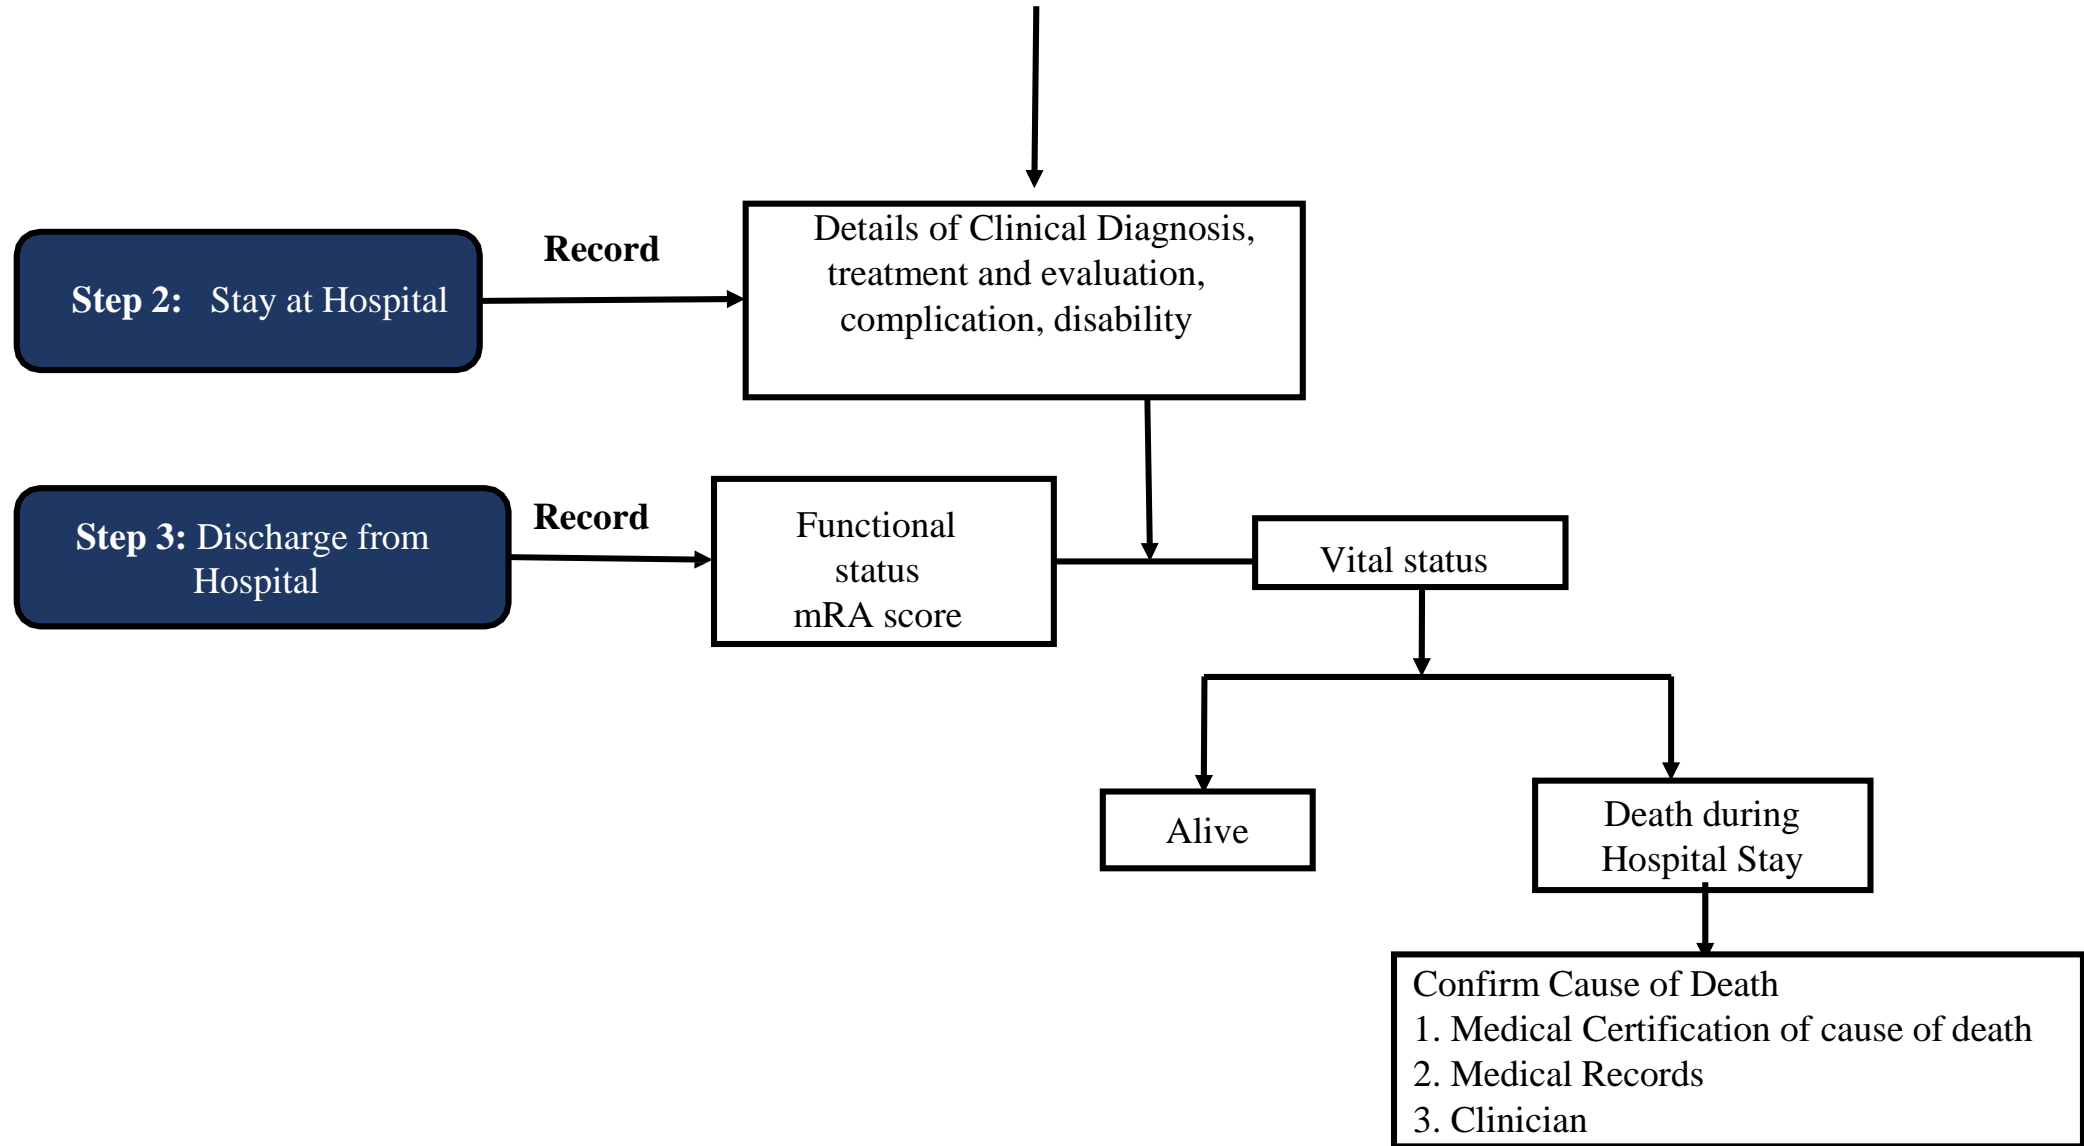 Record
Details of Clinical Diagnosis,
treatment and evaluation,
complication, disability
Step 2: Stay at Hospital
Record
Step 3: Discharge from
Hospital
Functional
status
mRA score
Vital status
Alive
Death during
Hospital Stay
Confirm Cause of Death
1. Medical Certification of cause of death
2. Medical Records
3. Clinician